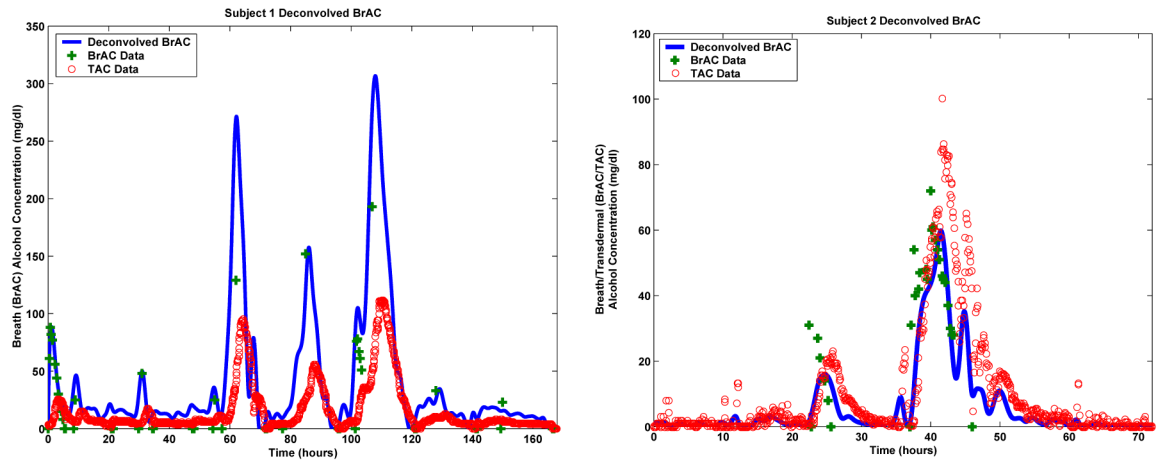 Subject 1 Deconvolved BrAC
350
300
250
200
150
100
50
0
Breath (BrAC) Alcohol Concentration (mg/dl)
Deconvolved BrAC
BrAC Data
TAC Data
0 20 40 60 80 100 120 140 160
Time (hours)
Subject 2 Deconvolved BrAC
120
100
80
60
40
20
0
Breath/Transdermal (BrAC/TAC)
Alcohol Concentration (mg/dl)
Deconvolved BrAC
BrAC Data
TAC Data
0 10 20 30 40 50 60 70
Time (hours)